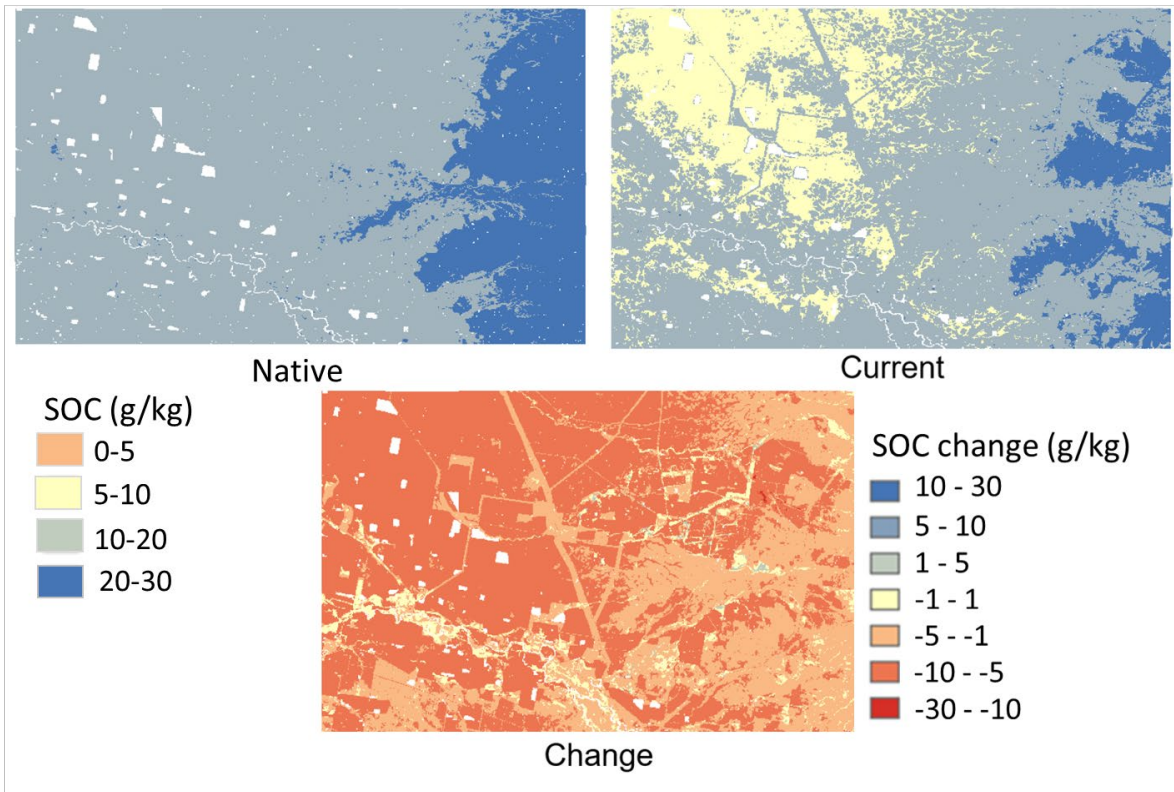 Native
Current
SOC (g/kg)
0-5
5-10
10-20
20-30
SOC change (g/kg)
10 - 30
5 - 10
1 - 5
-1 - 1
-5 - -1
-10 - -5
-30 - -10
Change